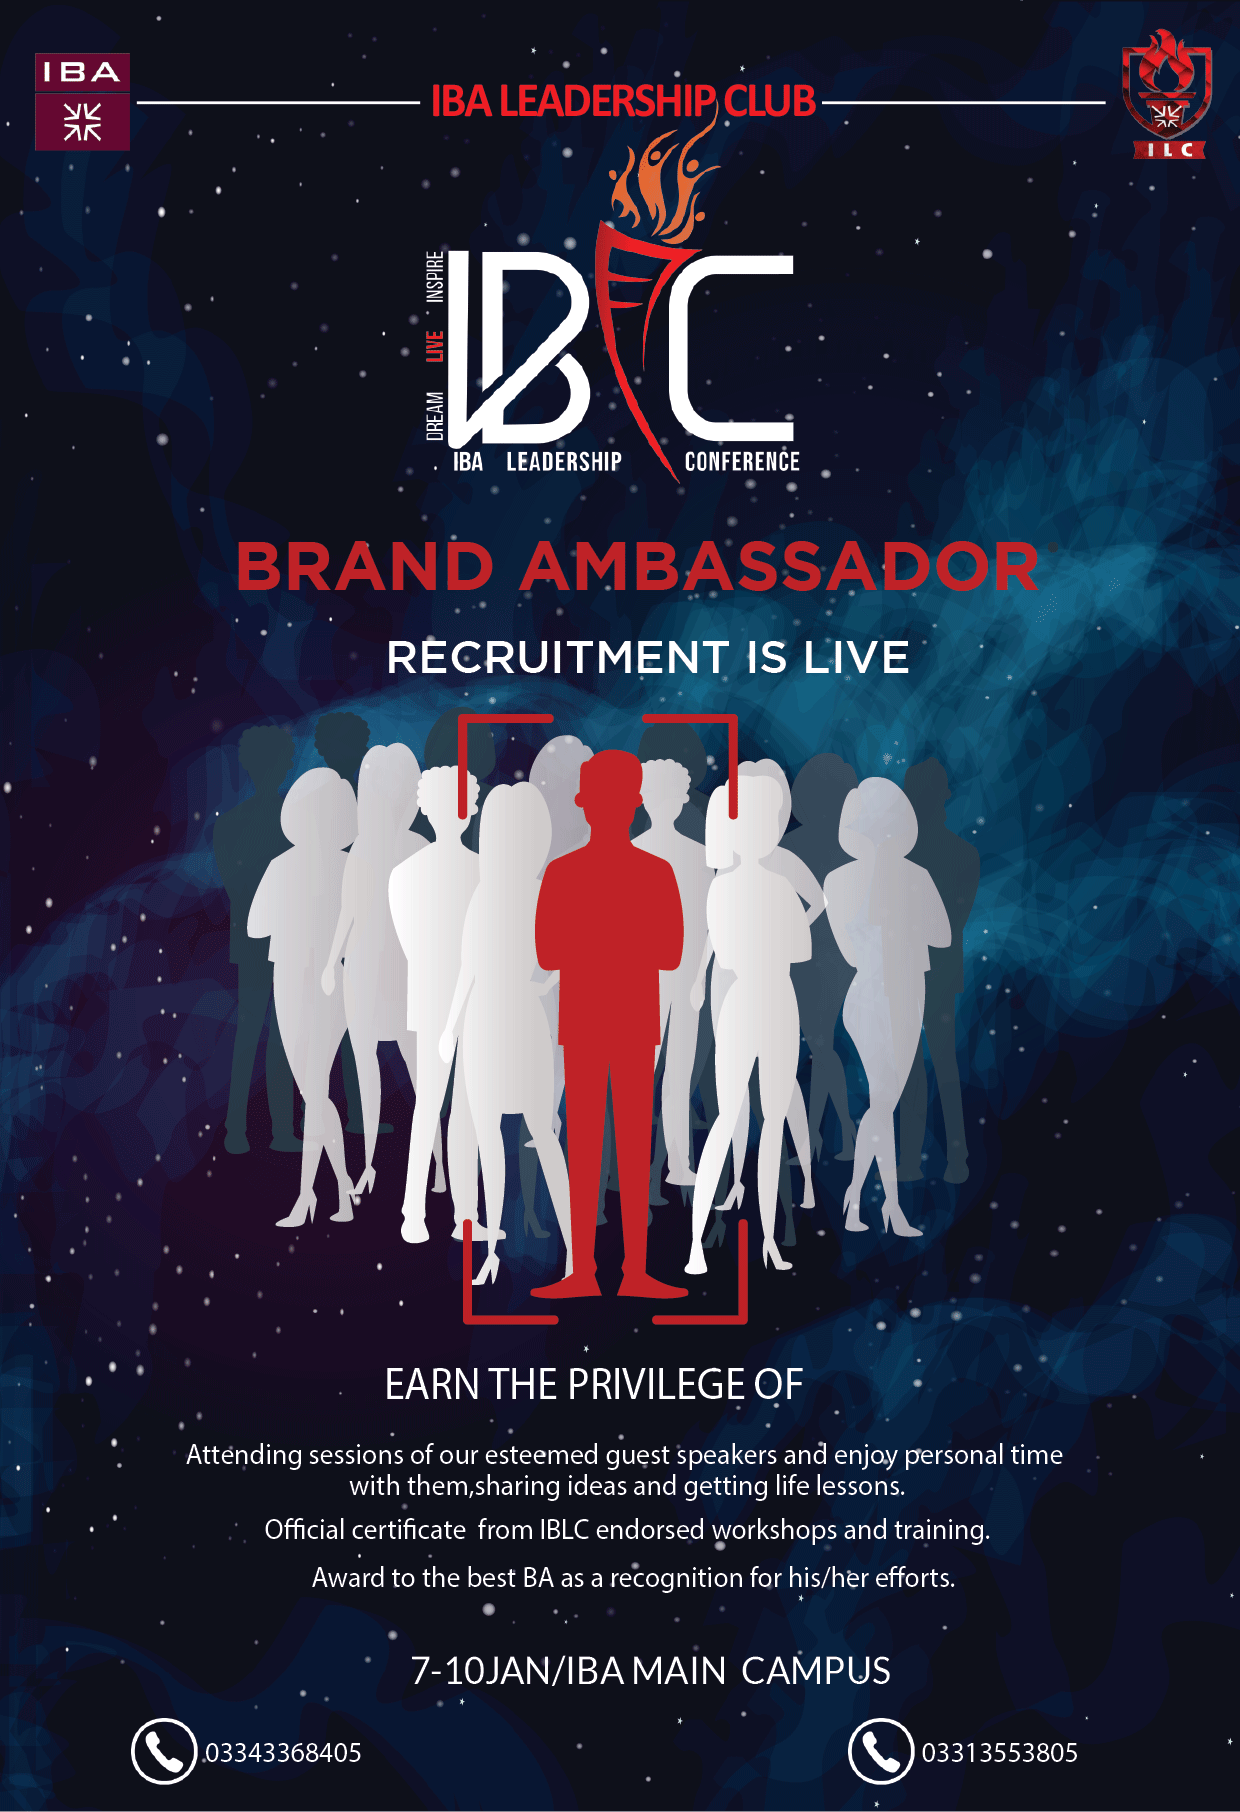 IBA
IBA LEADERSHIP CLUB
ILC
DREAM LIVE INSPIRE
IBLC
IBA LEADERSHIP CONFERENCE
BRAND AMBASSADOR
RECRUITMENT IS LIVE
EARN THE PRIVILEGE OF
Attending sessions of our esteemed guest speakers and enjoy personal time
with them,sharing ideas and getting life lessons.
Official certificate from IBLC endorsed workshops and training.
Award to the best BA as a recognition for his/her efforts.
7-10JAN/IBA MAIN CAMPUS
03343368405
03313553805